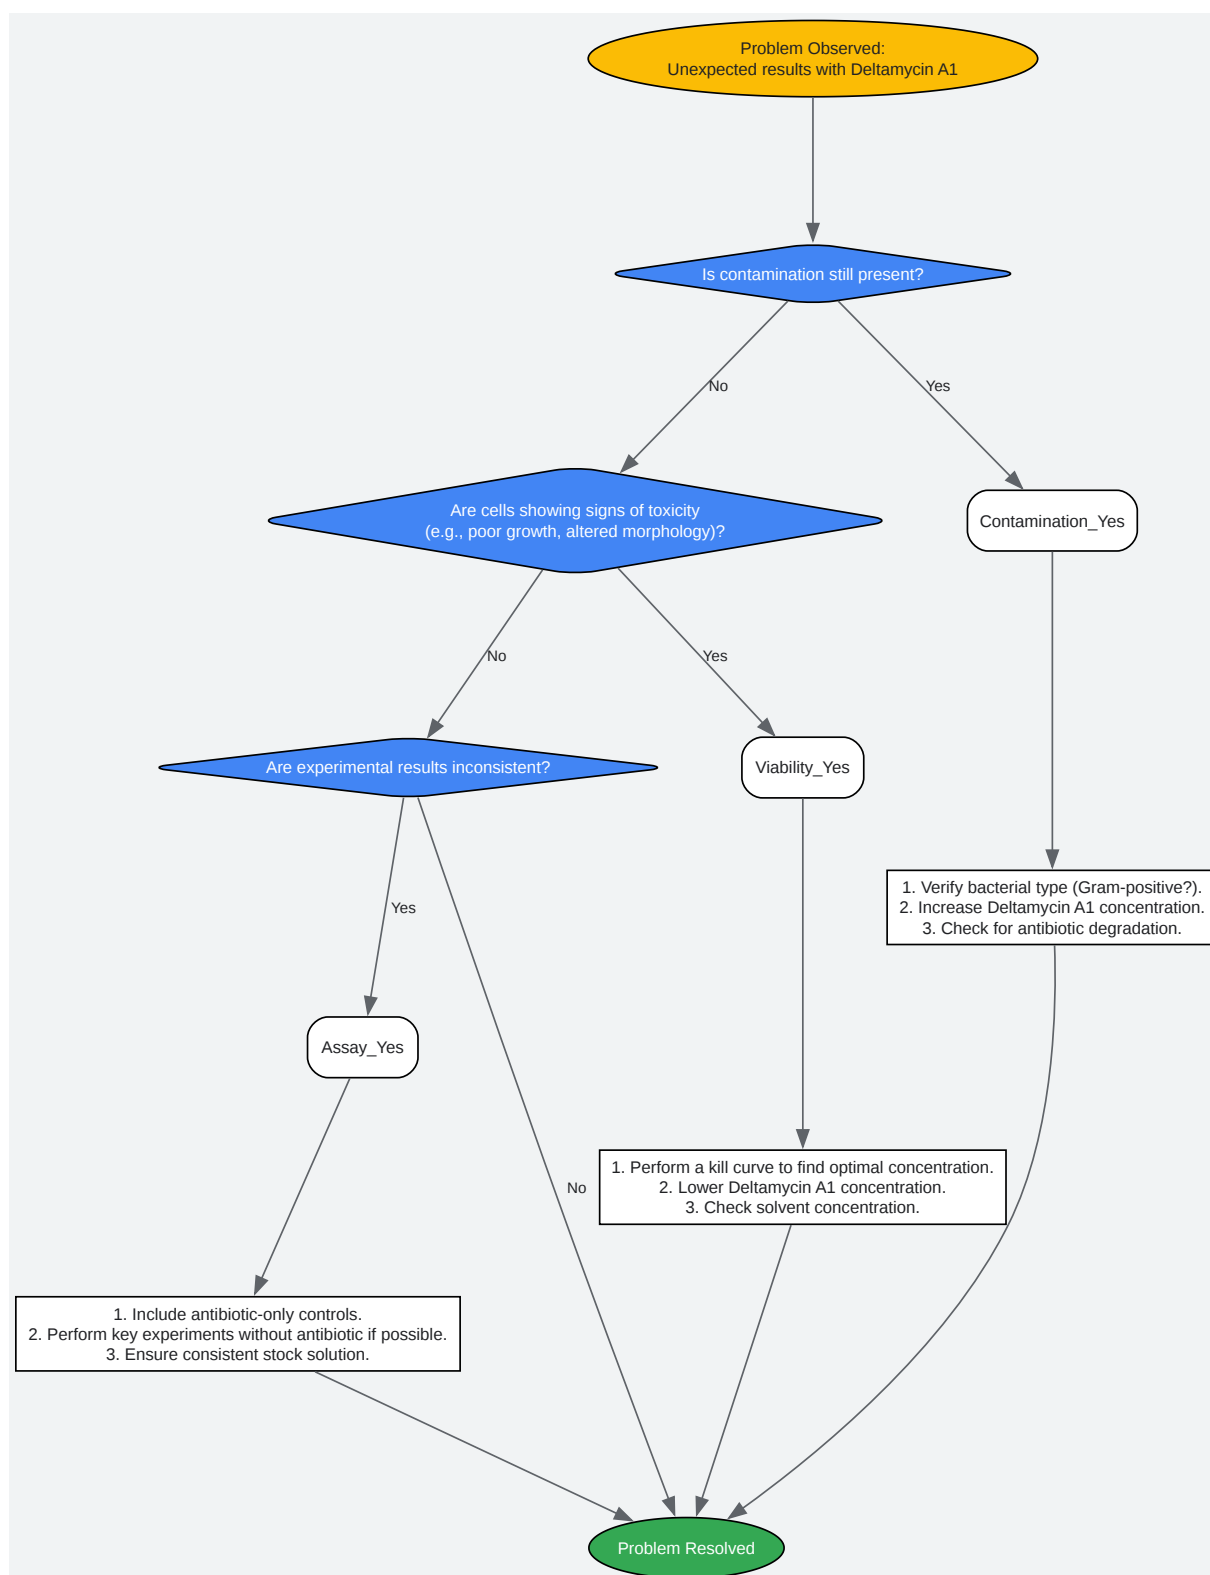 Problem Observed:
Unexpected results with Deltamycin A1
Is contamination still present?
No
Yes
Are cells showing signs of toxicity
(e.g., poor growth, altered morphology)?
Contamination_Yes
No
Yes
Are experimental results inconsistent?
Viability_Yes
1. Verify bacterial type (Gram-positive?).
2. Increase Deltamycin A1 concentration.
3. Check for antibiotic degradation.
Yes
Assay_Yes
No
1. Perform a kill curve to find optimal concentration.
2. Lower Deltamycin A1 concentration.
3. Check solvent concentration.
1. Include antibiotic-only controls.
2. Perform key experiments without antibiotic if possible.
3. Ensure consistent stock solution.
Problem Resolved